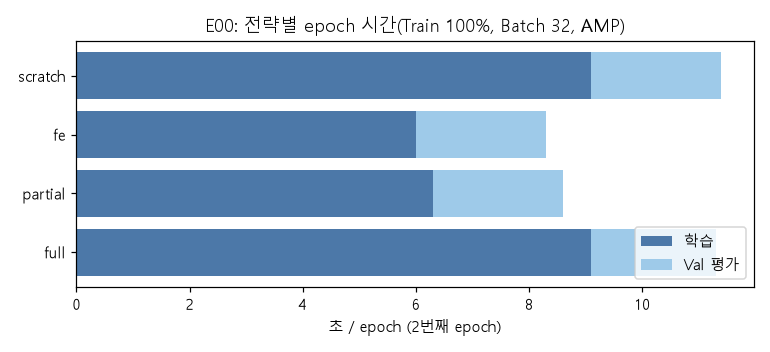 E00: 전략별 epoch 시간(Train 100%, Batch 32, AMP)
scratch
fe
partial
full
학습
Val 평가
0 2 4 6 8 10
초 / epoch (2번째 epoch)